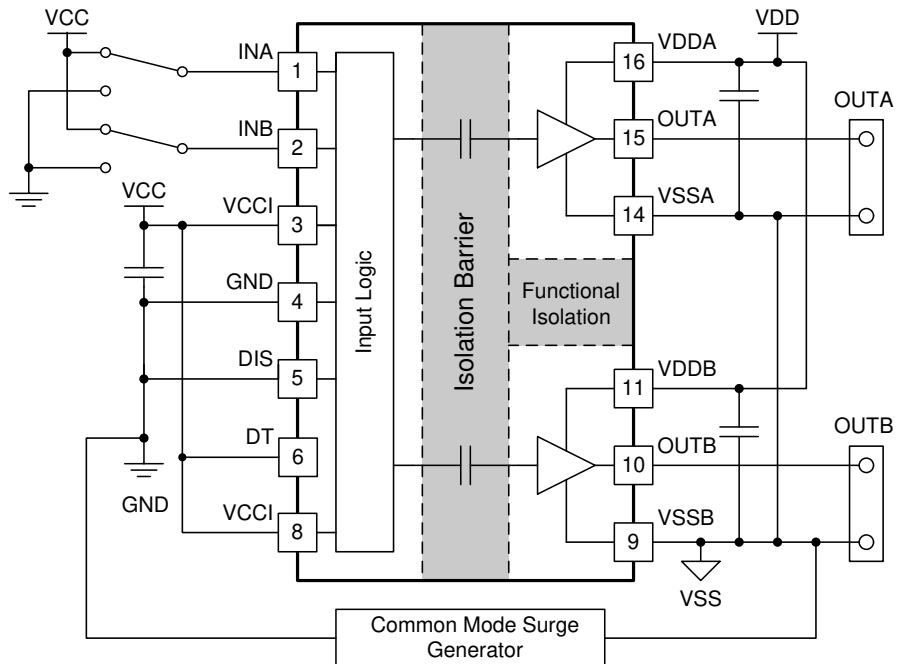 VCC
INA
1
INB
2
VCC
VCCI
3
GND
4
DIS
5
DT
6
GND
VCCI
8
Input Logic
Isolation Barrier
Functional
Isolation
VDDA
16
VDD
OUTA
15
OUTA
VSSA
14
VDDB
11
OUTB
10
OUTB
VSSB
9
VSS
Common Mode Surge
Generator